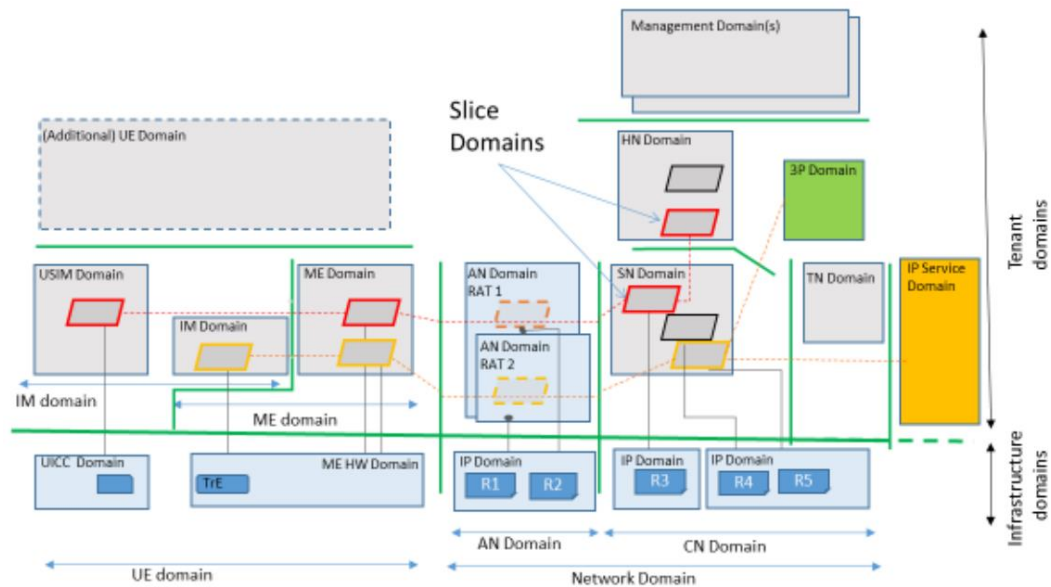 Management Domain(s)
Slice
Domains
(Additional) UE Domain
HN Domain
3P Domain
Tenant
domains
USIM Domain
ME Domain
AN Domain
RAT 1
SN Domain
TN Domain
IP Service
Domain
IM Domain
AN Domain
RAT 2
IM domain
ME domain
UICC Domain
ME HW Domain
TrE
IP Domain
R1
R2
IP Domain
R3
IP Domain
R4
R5
Infrastructure
domains
AN Domain
CN Domain
UE domain
Network Domain